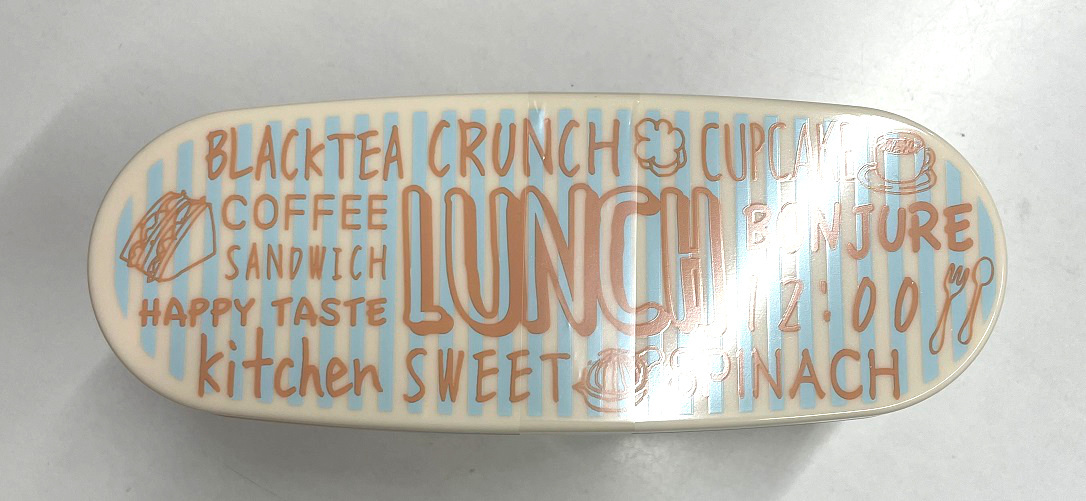 BLACKTEA CRUNCH CUPCAKE
COFFEE
SANDWICH
HAPPY TASTE
LUNCH
BONJURE
12:00
kitchen SWEET SPINACH